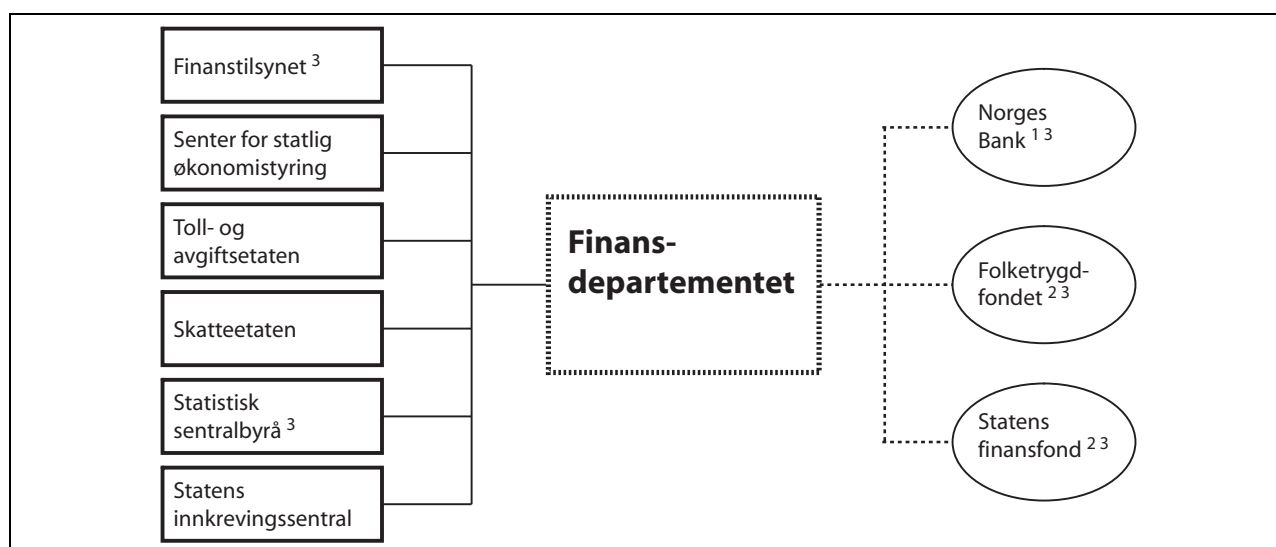 Finanstilsynet 3
Senter for statlig
økonomistyring
Toll- og
avgiftsetaten
Skatteetaten
Statistisk
sentralbyrå 3
Statens
innkrevingssentral
Finans-
departementet
Norges
Bank 1 3
Folketrygd-
fondet 2 3
Statens
finansfond 2 3